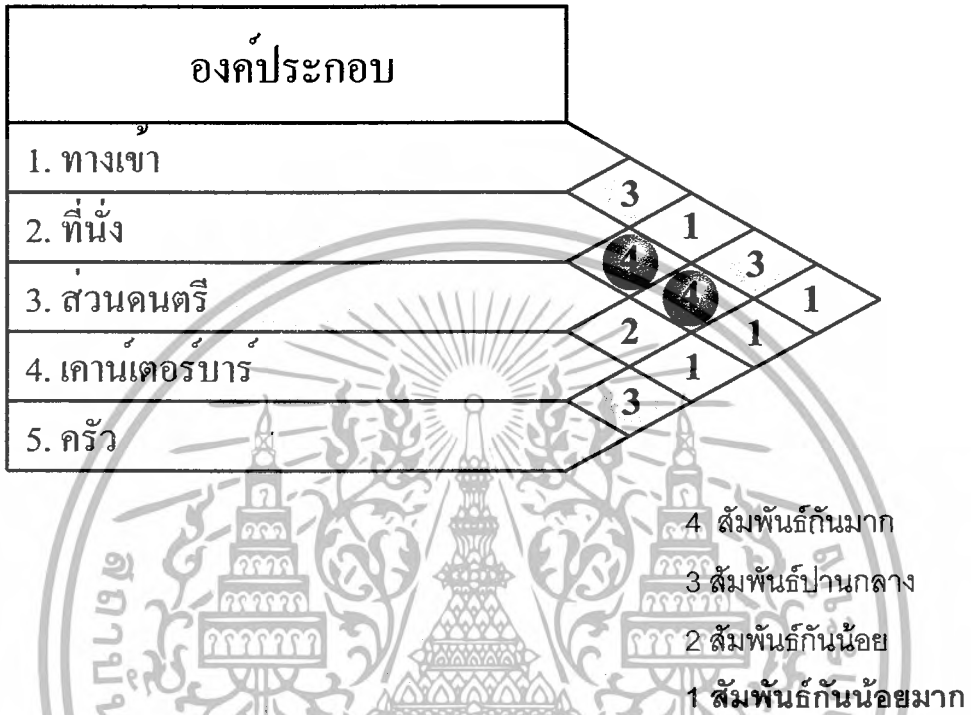 องค์ประกอบ
1. ทางเข้า
2. ที่นั่ง
3. ส่วนดนตรี
4. เคาน์เตอร์บาร์
5. ครัว
3
1
4
3
4
1
2
1
1
3
4 สัมพันธ์กันมาก
3 สัมพันธ์ปานกลาง
2 สัมพันธ์กันน้อย
1 สัมพันธ์กันน้อยมาก